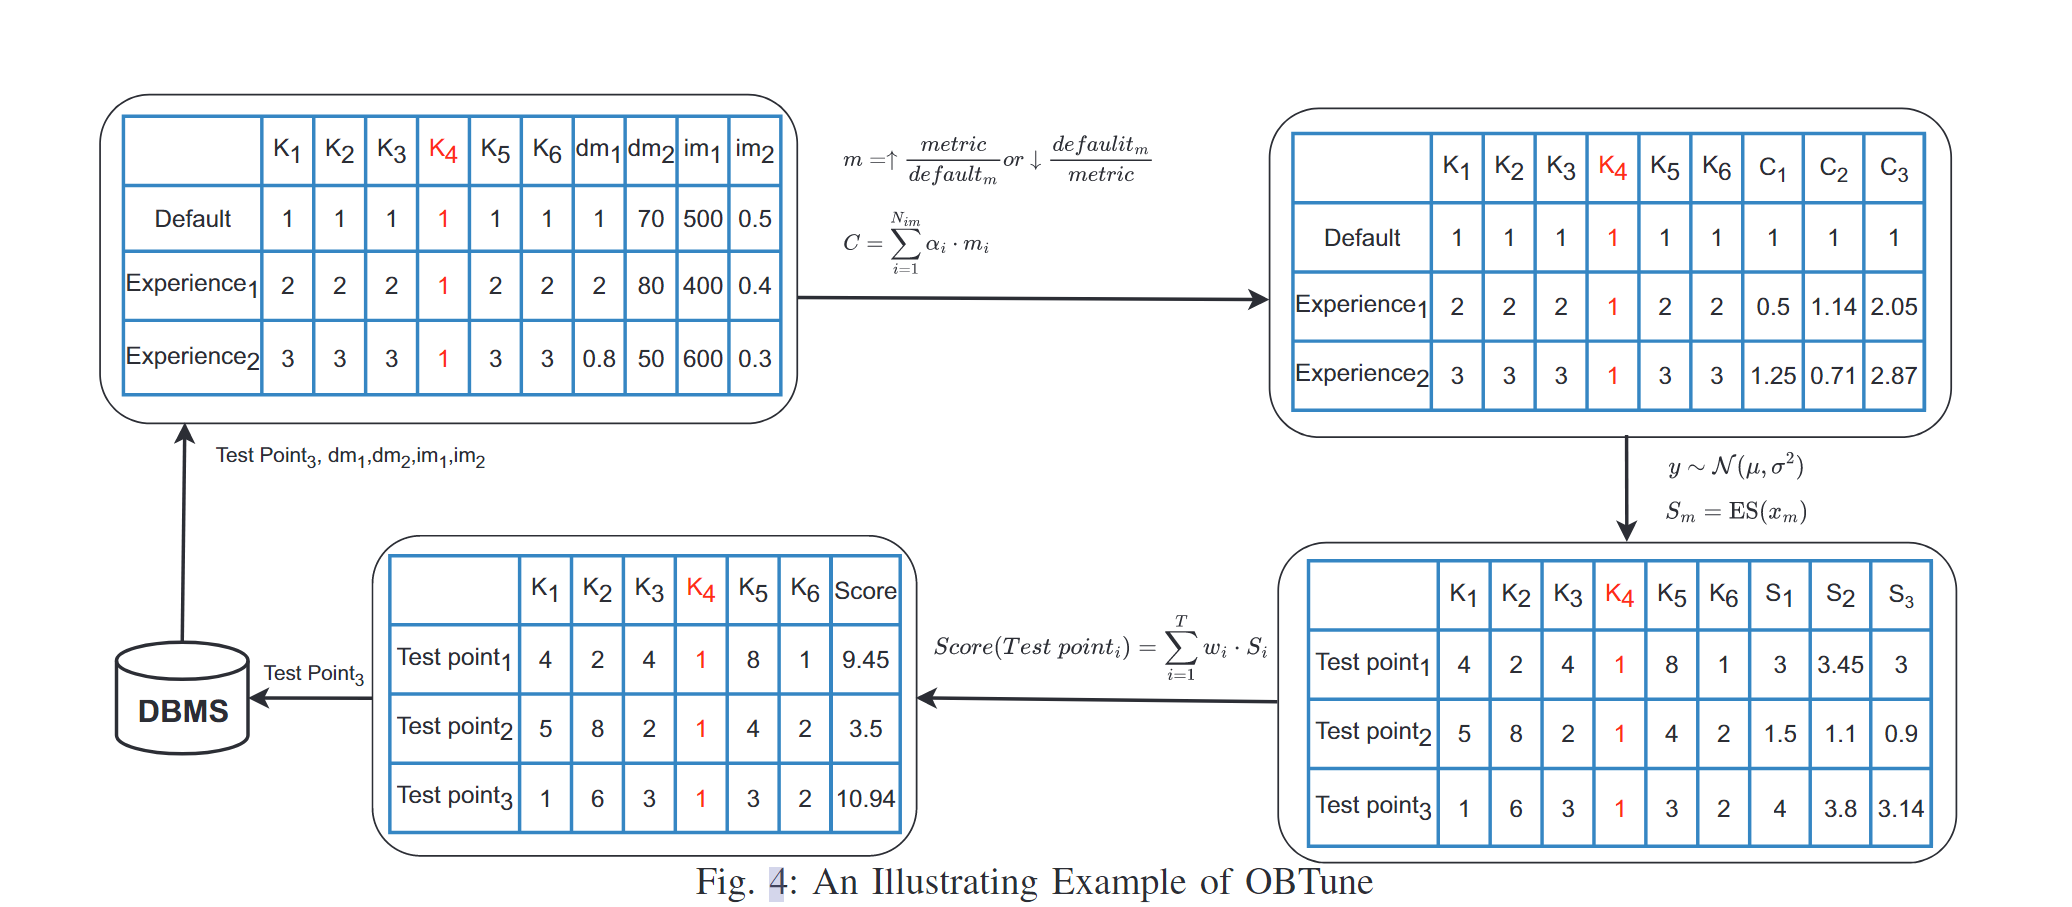 K1 K2 K3 K4 K5 K6 dm1 dm2 im1 im2
Default 1 1 1 1 1 1 1 70 500 0.5
Experience1 2 2 2 1 2 2 2 80 400 0.4
Experience2 3 3 3 1 3 3 0.8 50 600 0.3
m =↑ metric / default_m or ↓ defaulit_m / metric
C = ∑_{i=1}^{N_im} α_i · m_i
K1 K2 K3 K4 K5 K6 C1 C2 C3
Default 1 1 1 1 1 1 1 1 1
Experience1 2 2 2 1 2 2 0.5 1.14 2.05
Experience2 3 3 3 1 3 3 1.25 0.71 2.87
y ∼ 𝒩(μ, σ²)
S_m = ES(x_m)
K1 K2 K3 K4 K5 K6 S1 S2 S3
Test point1 4 2 4 1 8 1 3 3.45 3
Test point2 5 8 2 1 4 2 1.5 1.1 0.9
Test point3 1 6 3 1 3 2 4 3.8 3.14
Score(Test point_i) = ∑_{i=1}^{T} w_i · S_i
K1 K2 K3 K4 K5 K6 Score
Test point1 4 2 4 1 8 1 9.45
Test point2 5 8 2 1 4 2 3.5
Test point3 1 6 3 1 3 2 10.94
Test Point3
DBMS
Test Point3, dm1,dm2,im1,im2
Fig. 4: An Illustrating Example of OBTune